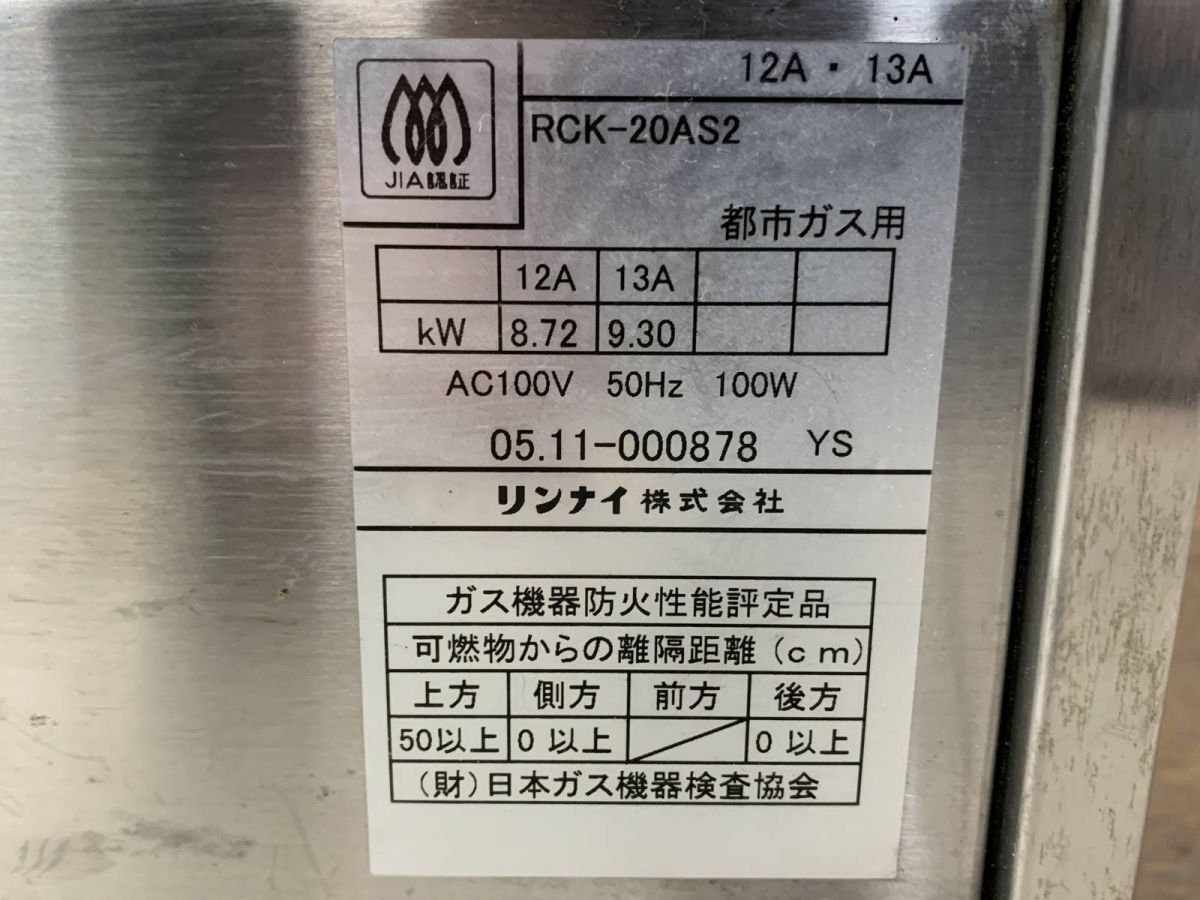 12A・13A
JIA認証
RCK-20AS2
都市ガス用
12A 13A
kW 8.72 9.30
AC100V 50Hz 100W
05.11-000878 YS
リンナイ株式会社
ガス機器防火性能評定品
可燃物からの離隔距離(cm)
上方 側方 前方 後方
50以上 0以上 0以上
(財)日本ガス機器検査協会